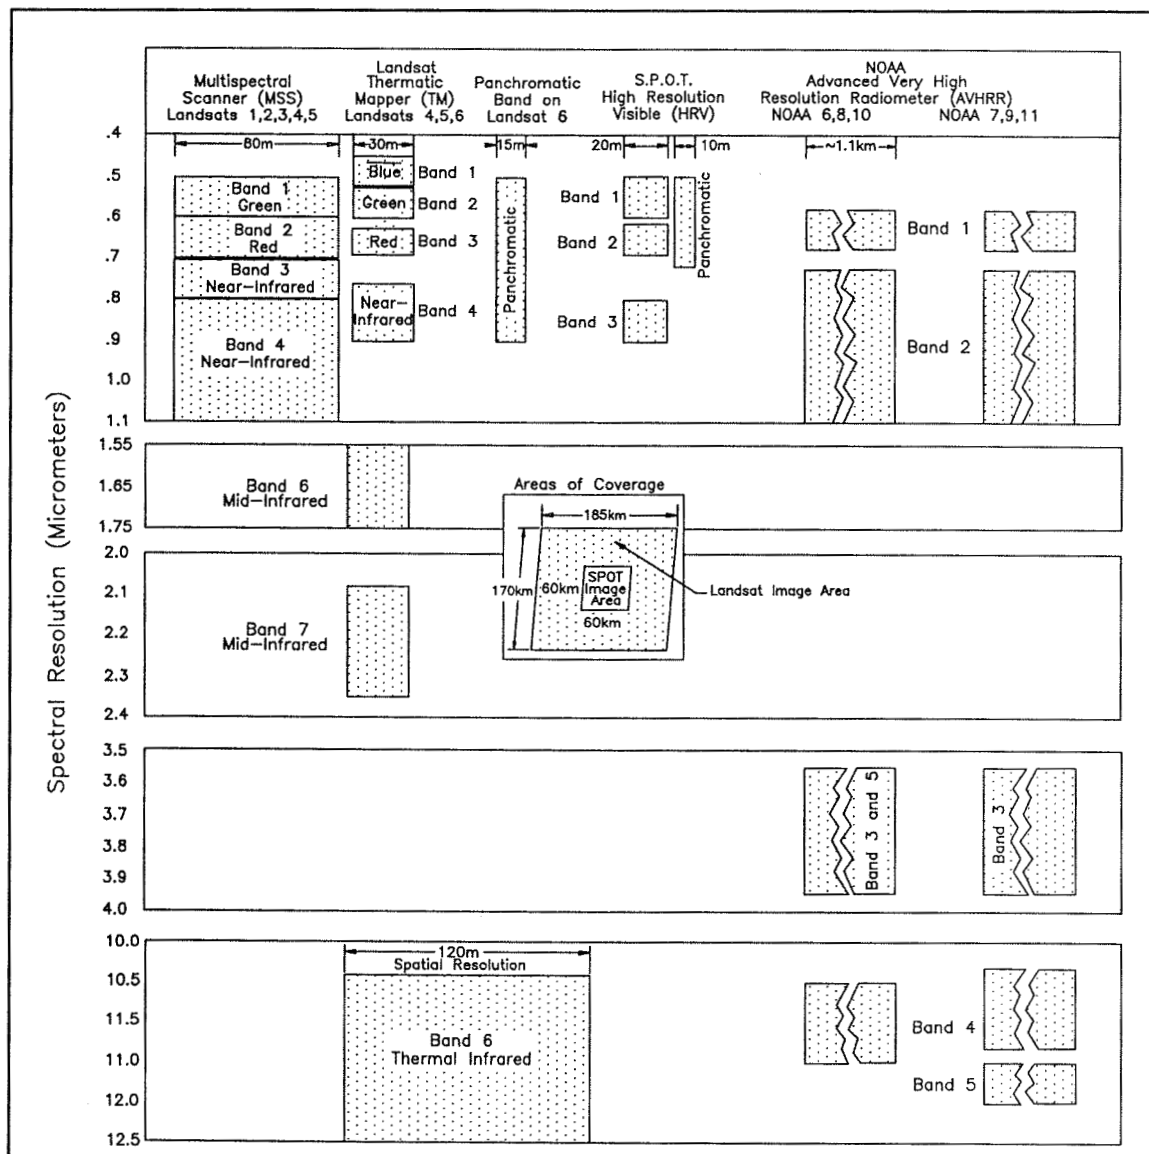 Multispectral
Scanner (MSS)
Landsats 1,2,3,4,5
Landsat
Thematic
Mapper (TM)
Landsats 4,5,6
Panchromatic
Band on
Landsat 6
S.P.O.T.
High Resolution
Visible (HRV)
NOAA
Advanced Very High
Resolution Radiometer (AVHRR)
NOAA 6,8,10
NOAA 7,9,11
Spectral Resolution (Micrometers)
.4
.5
.6
.7
.8
.9
1.0
1.1
80m
30m
15m
20m
10m
~1.1km
Band 1
Green
Band 2
Red
Band 3
Near-Infrared
Band 4
Near-Infrared
Blue
Band 1
Green
Band 2
Red
Band 3
Near-
Infrared
Band 4
Panchromatic
Band 1
Band 2
Band 3
Panchromatic
Band 1
Band 2
1.55
1.65
1.75
Band 6
Mid-Infrared
Areas of Coverage
185km
170km
60km
SPOT
Image
Area
60km
Landsat Image Area
2.0
2.1
2.2
2.3
2.4
Band 7
Mid-Infrared
3.5
3.6
3.7
3.8
3.9
4.0
Band 3 and 5
Band 3
10.0
10.5
11.5
11.0
12.0
12.5
120m
Spatial Resolution
Band 6
Thermal Infrared
Band 4
Band 5